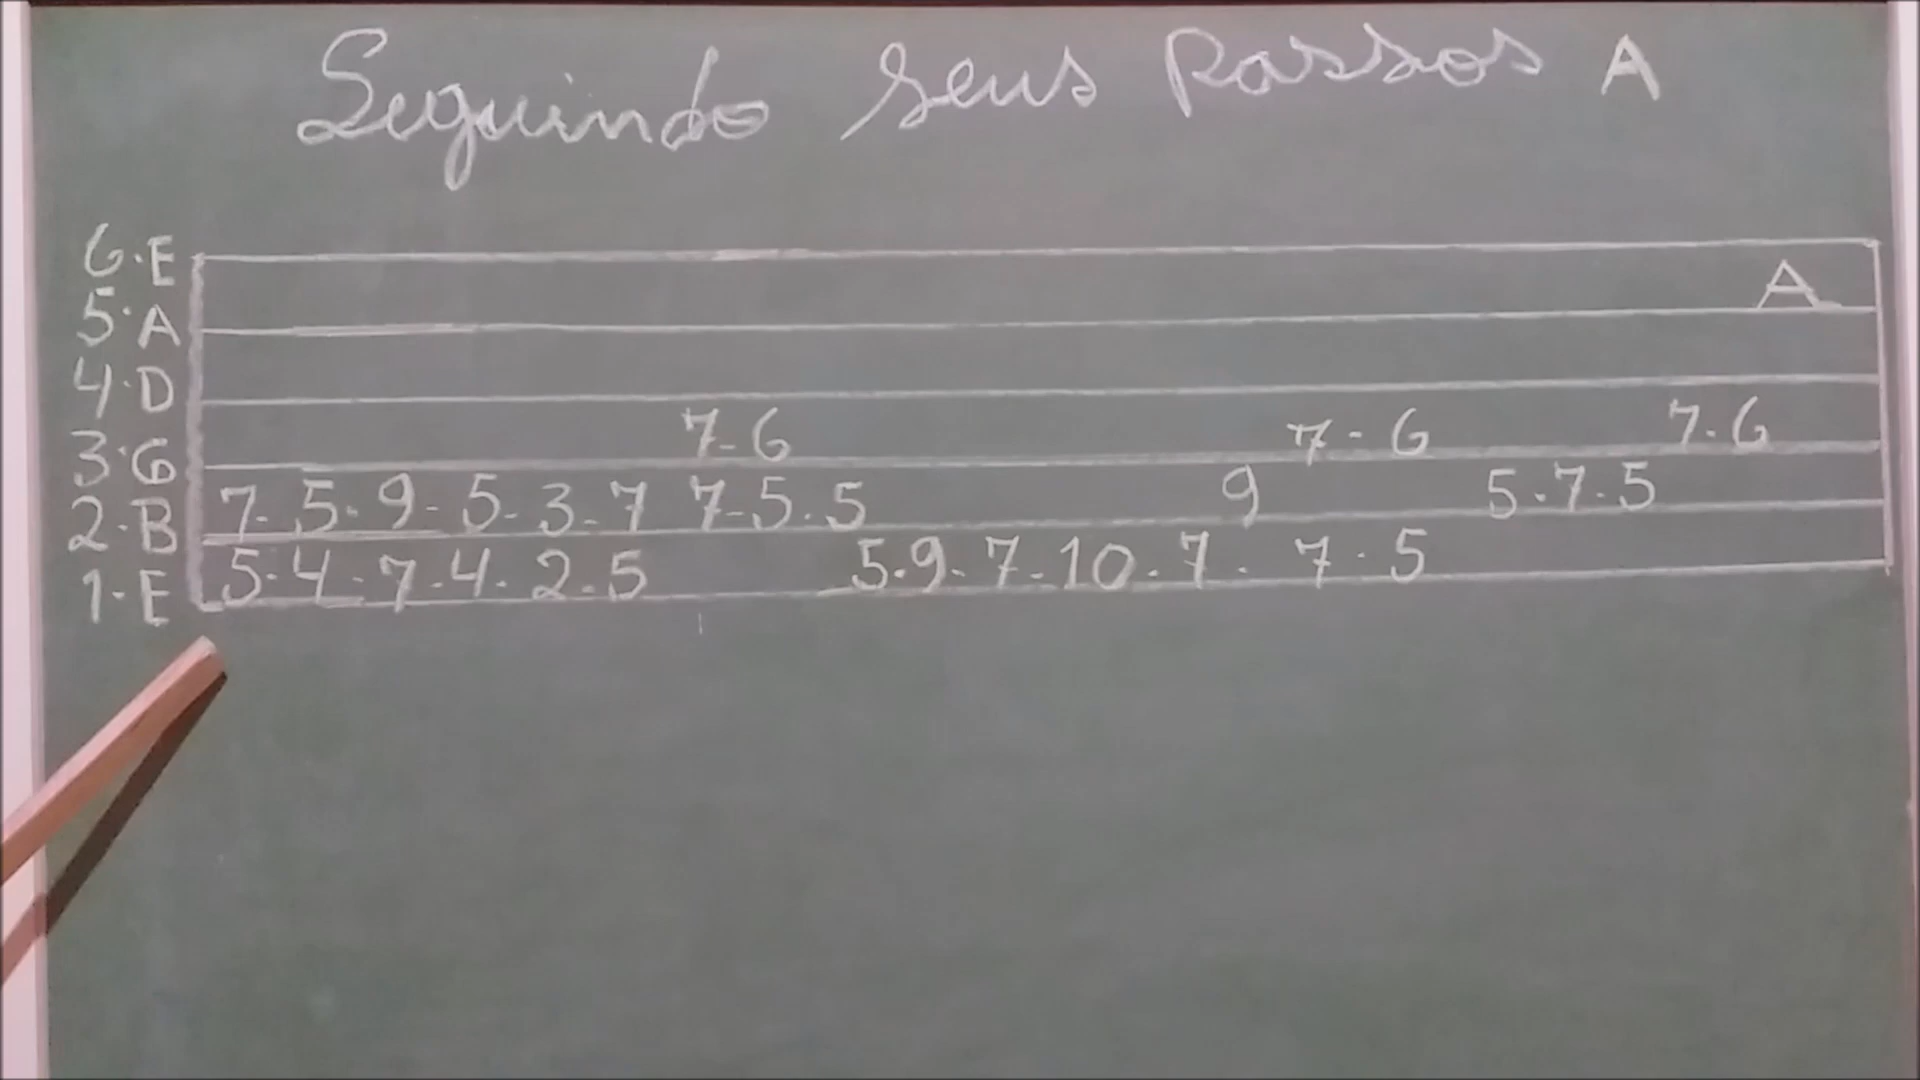 Seguindo Seus Passos A
6·E
5·A A
4·D
3·G 7-6 7-6 7.6
2·B 7-5-9-5-3-7 7-5.5 9 5.7.5
1-E 5-4-7-4-2-5 5.9-7-10.7- 7.5